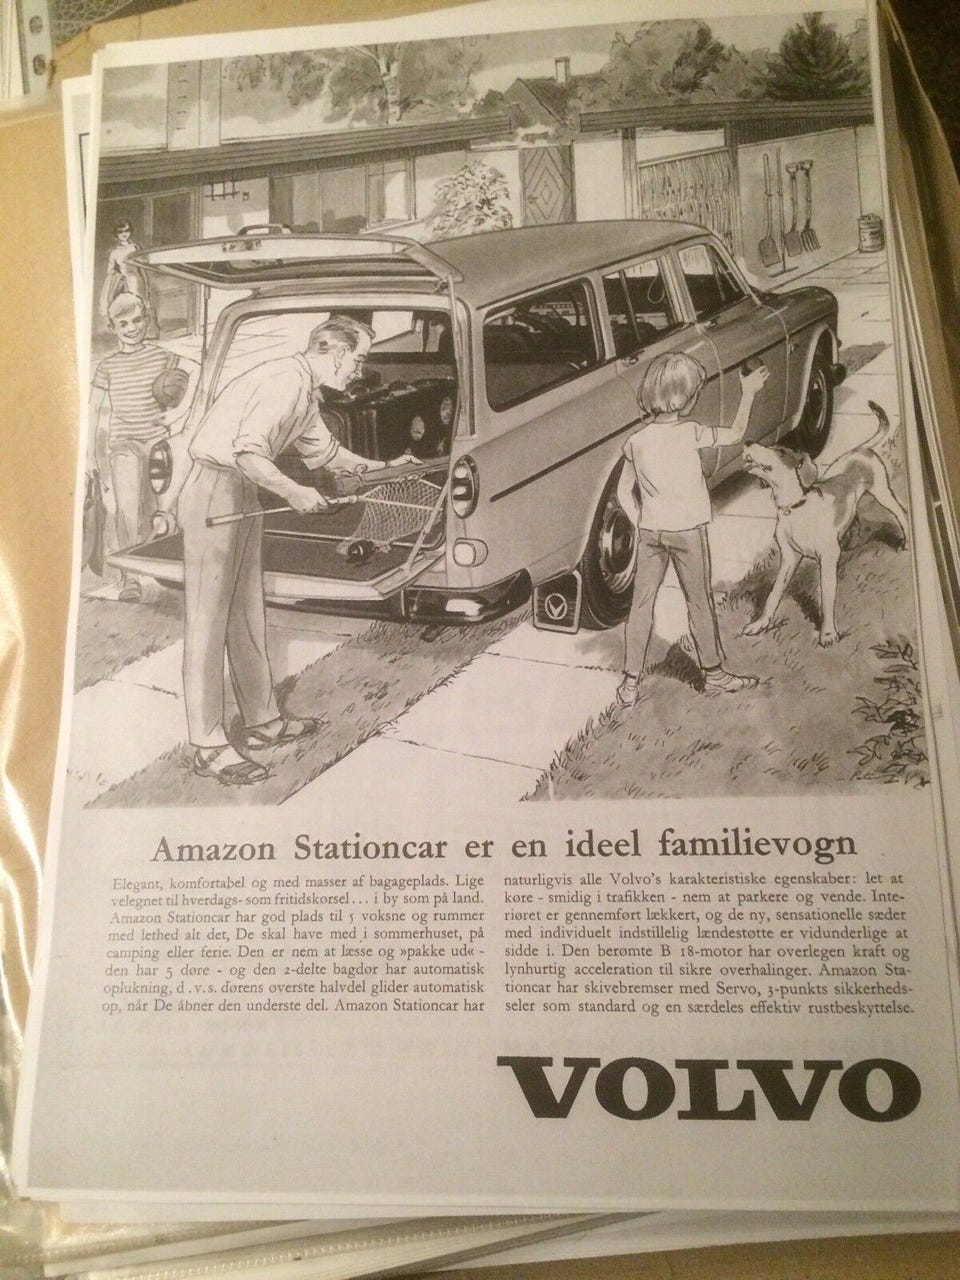 Amazon Stationcar er en ideel familievogn
Elegant, komfortabel og med masser af bagageplads. Lige
velegnet til hverdags- som fritidskørsel... i by som på land.
Amazon Stationcar har god plads til 5 voksne og rummer
med lethed alt det, De skal have med i sommerhuset, på
camping eller ferie. Den er nem at læsse og »pakke ud« -
den har 5 døre - og den 2-delte bagdør har automatisk
oplukning, d.v.s. dørens øverste halvdel glider automatisk
op, når De åbner den underste del. Amazon Stationcar har
naturligvis alle Volvo's karakteristiske egenskaber: let at
køre - smidig i trafikken - nem at parkere og vende. Inte-
riøret er gennemført lækkert, og de ny, sensationelle sæder
med individuelt indstillelig lændestøtte er vidunderlige at
sidde i. Den berømte B 18-motor har overlegen kraft og
lynhurtig acceleration til sikre overhalinger. Amazon Sta-
tioncar har skivebremser med Servo, 3-punkts sikkerheds-
seler som standard og en særdeles effektiv rustbeskyttelse.
VOLVO